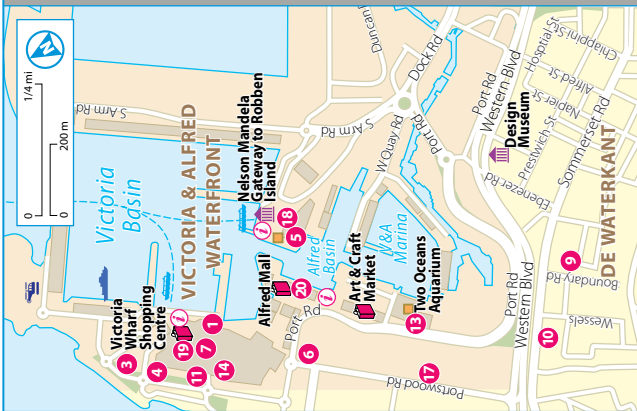 1/4 mi
200 m
0
0
S Arm Rd
Duncan
Dock Rd
Victoria
Basin
VICTORIA & ALFRED
WATERFRONT
Nelson Mandela
Gateway to Robben
Island
i
18
5
S Arm Rd
W Quay Rd
Port Rd
Port Rd
Western Blvd
Hosptial St
Chiappini St
Alfred St
Napier St
Prestwich St
Design
Museum
Ebenezer Rd
Sommerset Rd
DE WATERKANT
Victoria
Wharf
Shopping
Centre
i
3
4
19
7
1
11
14
Alfred Mall
20
i
Alfred
Basin
V&A
Marina
Art & Craft
Market
Two Oceans
Aquarium
13
Port Rd
6
17
Portswood Rd
Port Rd
Western Blvd
9
Boundary Rd
10
Wessels